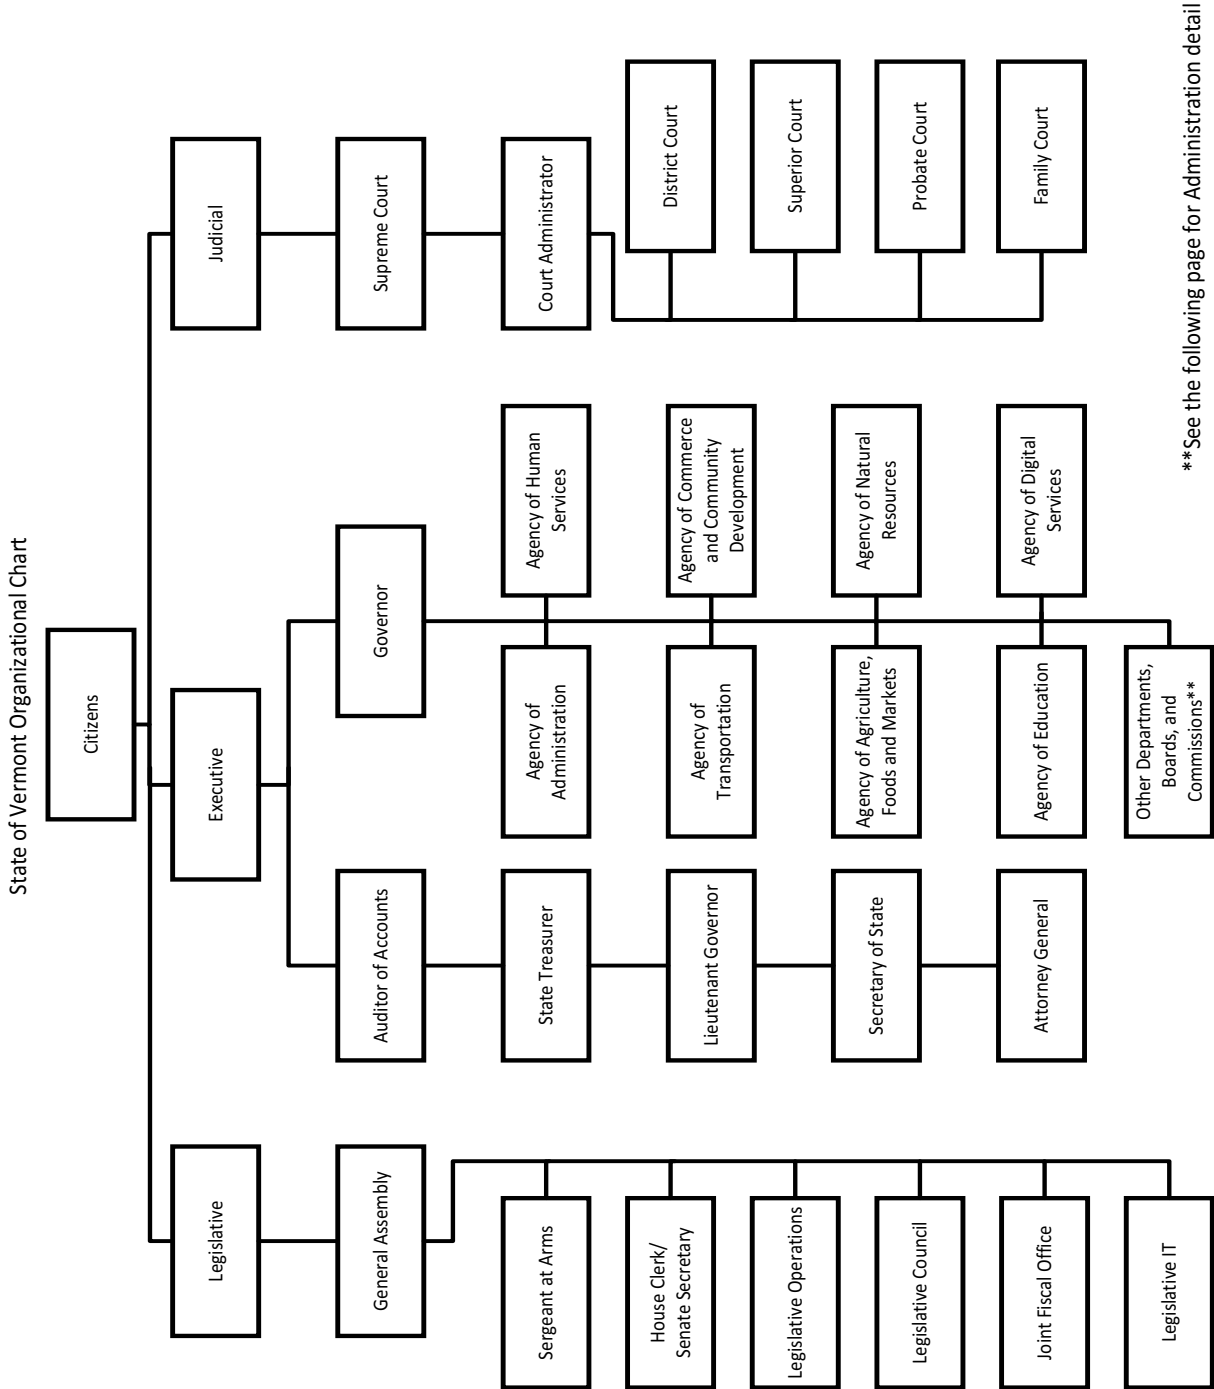 State of Vermont Organizational Chart
Citizens
Legislative
Executive
Judicial
General Assembly
Auditor of Accounts
Governor
Supreme Court
Sergeant at Arms
State Treasurer
Agency of
Administration
Agency of Human
Services
Court Administrator
House Clerk/
Senate Secretary
Lieutenant Governor
Agency of
Transportation
Agency of Commerce
and Community
Development
District Court
Legislative Operations
Superior Court
Legislative Council
Secretary of State
Agency of Agriculture,
Foods and Markets
Agency of Natural
Resources
Probate Court
Joint Fiscal Office
Attorney General
Agency of Education
Agency of Digital
Services
Family Court
Legislative IT
Other Departments,
Boards, and
Commissions**
**See the following page for Administration detail